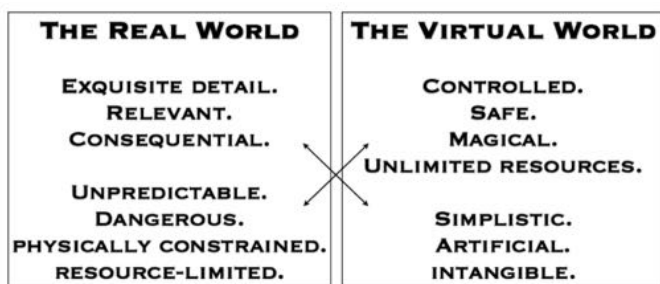 THE REAL WORLD
EXQUISITE DETAIL.
RELEVANT.
CONSEQUENTIAL.
UNPREDICTABLE.
DANGEROUS.
PHYSICALLY CONSTRAINED.
RESOURCE-LIMITED.
THE VIRTUAL WORLD
CONTROLLED.
SAFE.
MAGICAL.
UNLIMITED RESOURCES.
SIMPLISTIC.
ARTIFICIAL.
INTANGIBLE.